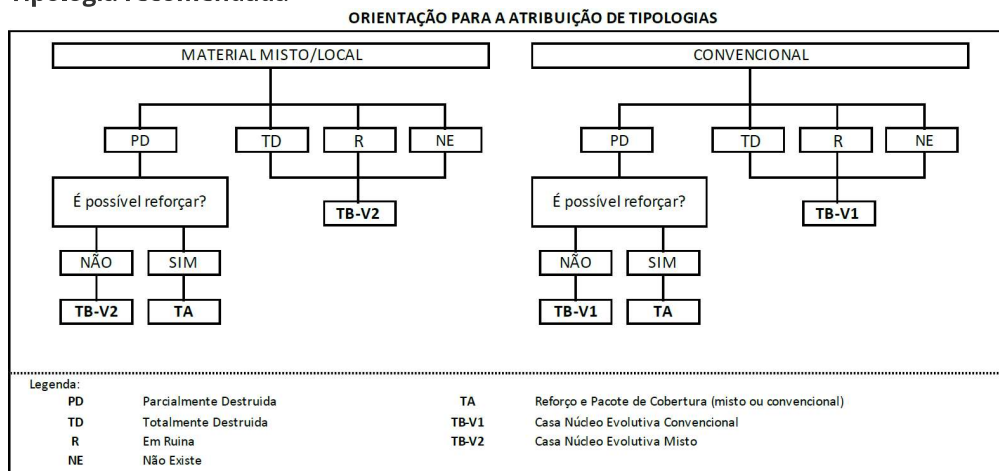 ORIENTAÇÃO PARA A ATRIBUIÇÃO DE TIPOLOGIAS
MATERIAL MISTO/LOCAL
CONVENCIONAL
PD TD R NE
PD TD R NE
É possível reforçar?
TB-V2
É possível reforçar?
TB-V1
NÃO SIM
NÃO SIM
TB-V2 TA
TB-V1 TA
Legenda:
PD Parcialmente Destruida
TA Reforço e Pacote de Cobertura (misto ou convencional)
TD Totalmente Destruida
TB-V1 Casa Núcleo Evolutiva Convencional
R Em Ruina
TB-V2 Casa Núcleo Evolutiva Misto
NE Não Existe